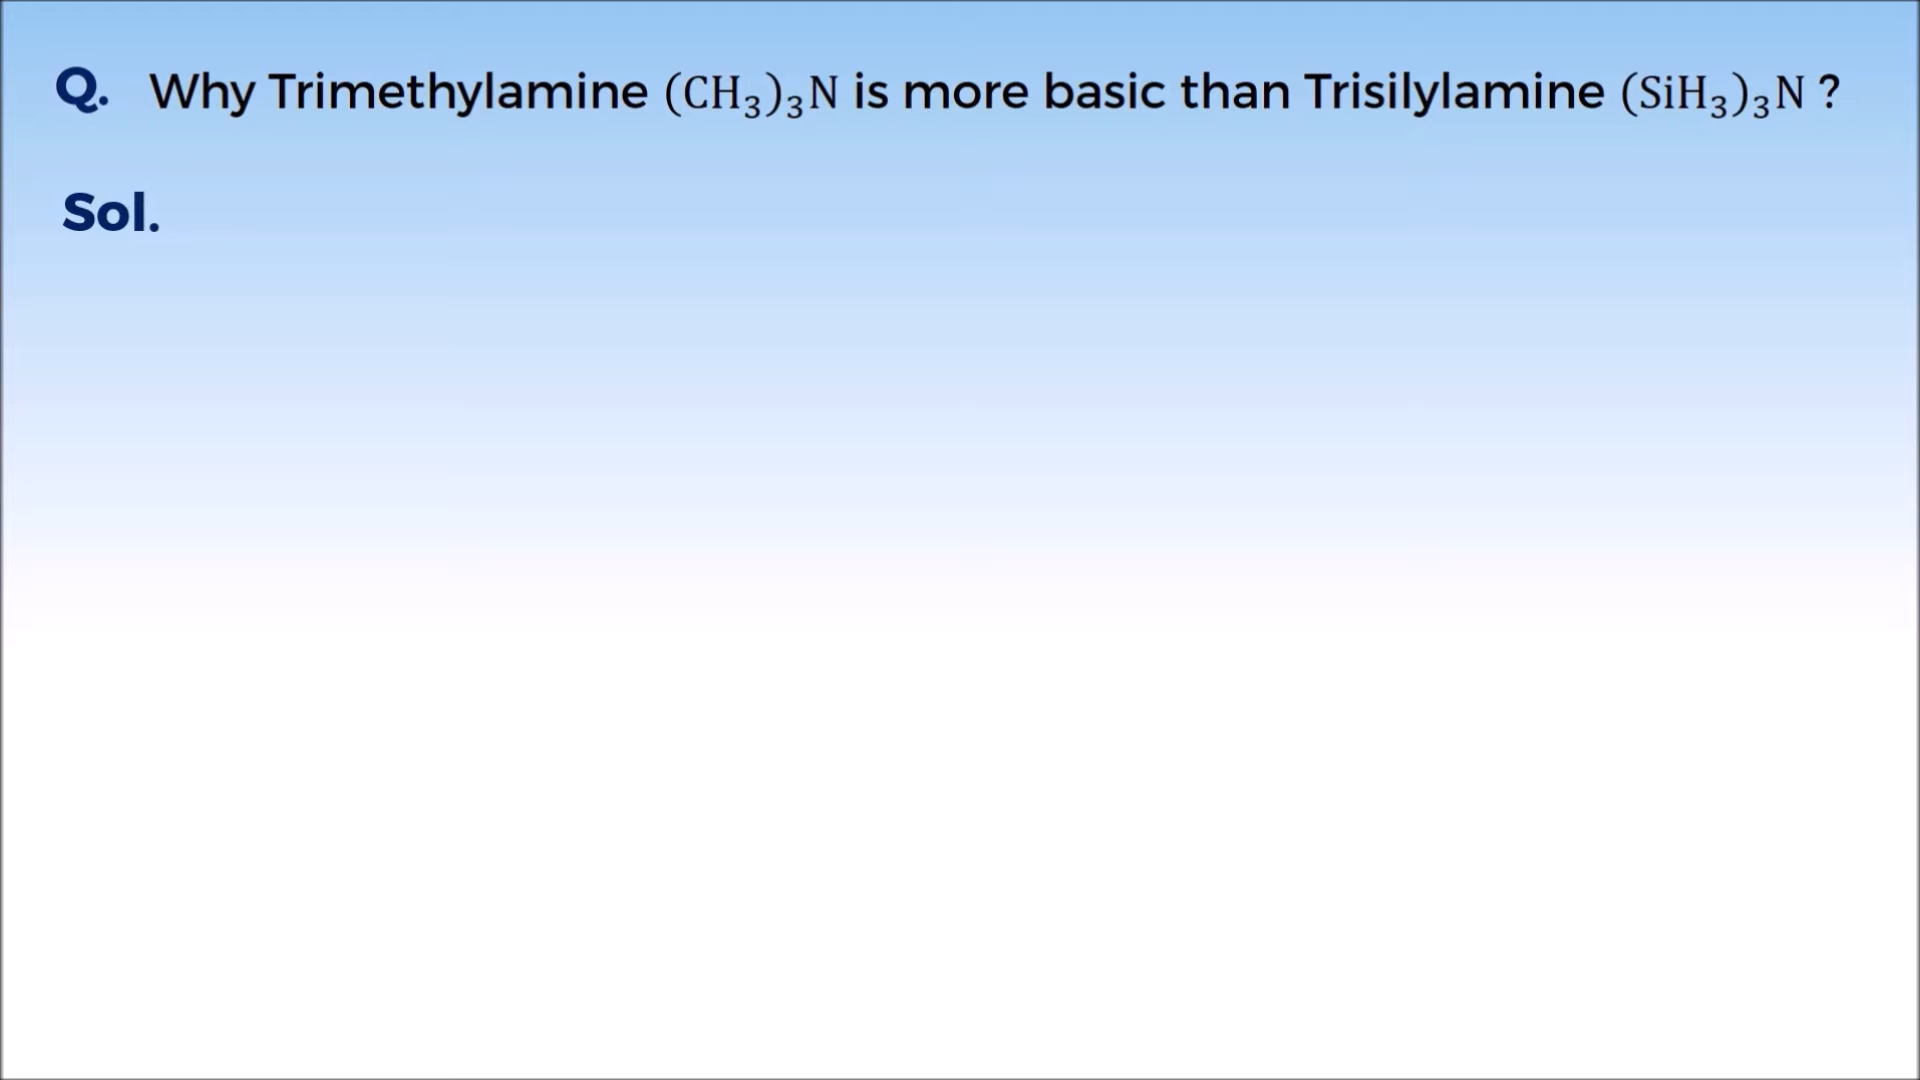 Q. Why Trimethylamine (CH₃)₃N is more basic than Trisilylamine (SiH₃)₃N ?
Sol.